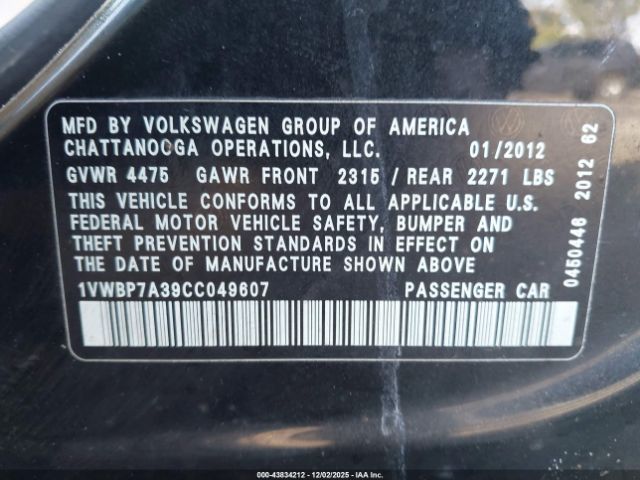 MFD BY VOLKSWAGEN GROUP OF AMERICA
CHATTANOOGA OPERATIONS, LLC. 01/2012
GVWR 4475 GAWR FRONT 2315 / REAR 2271 LBS
THIS VEHICLE CONFORMS TO ALL APPLICABLE U.S.
FEDERAL MOTOR VEHICLE SAFETY, BUMPER AND
THEFT PREVENTION STANDARDS IN EFFECT ON
THE DATE OF MANUFACTURE SHOWN ABOVE
1VWBP7A39CC049607 PASSENGER CAR
0450446 2012 62
000-43834212 - 12/02/2025 - IAA Inc.